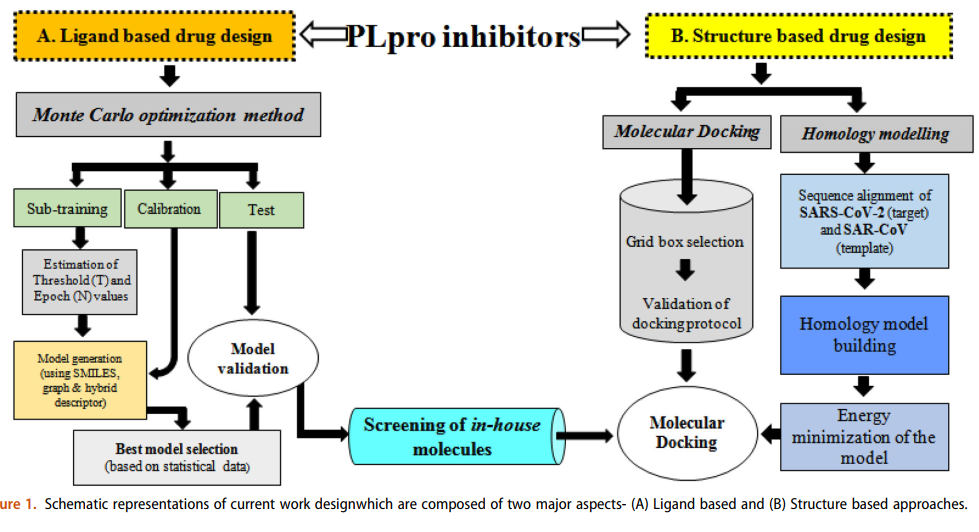 A. Ligand based drug design
PLpro inhibitors
B. Structure based drug design
Monte Carlo optimization method
Sub-training
Calibration
Test
Estimation of
Threshold (T) and
Epoch (N) values
Model generation
(using SMILES,
graph & hybrid
descriptor)
Best model selection
(based on statistical data)
Model
validation
Screening of in-house
molecules
Molecular Docking
Grid box selection
Validation of
docking protocol
Molecular
Docking
Homology modelling
Sequence alignment of
SARS-CoV-2 (target)
and SAR-CoV
(template)
Homology model
building
Energy
minimization of the
model
ure 1. Schematic representations of current work designwhich are composed of two major aspects- (A) Ligand based and (B) Structure based approaches.